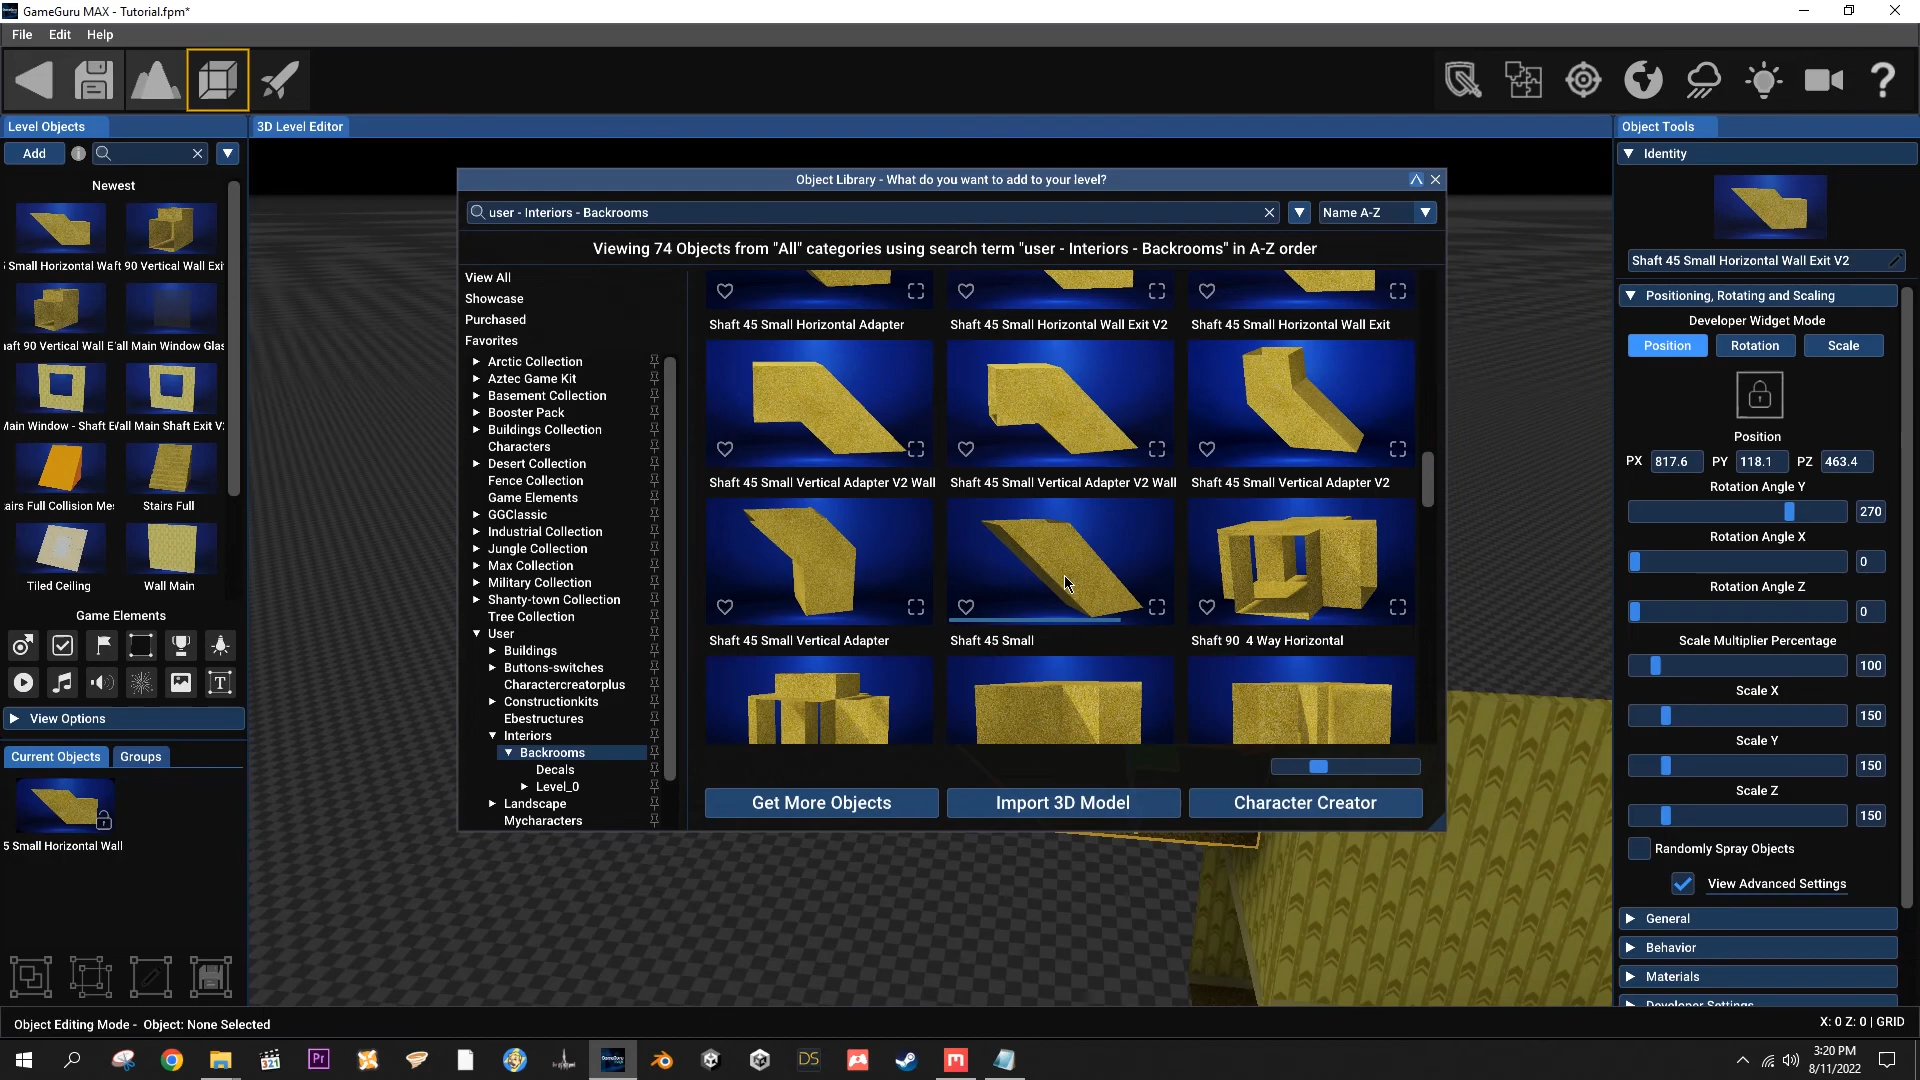 GameGuru MAX - Tutorial.fpm*
File Edit Help
Level Objects
3D Level Editor
Object Tools
Add
Newest
Small Horizontal Wa
ft 90 Vertical Wall Exi
aft 90 Vertical Wall E
all Main Window Glas
Main Window - Shaft E
Wall Main Shaft Exit V
airs Full Collision Mes
Stairs Full
Tiled Ceiling
Wall Main
Game Elements
View Options
Current Objects Groups
5 Small Horizontal Wall
Object Library - What do you want to add to your level?
user - Interiors - Backrooms
Name A-Z
Viewing 74 Objects from "All" categories using search term "user - Interiors - Backrooms" in A-Z order
View All
Showcase
Purchased
Favorites
Arctic Collection
Aztec Game Kit
Basement Collection
Booster Pack
Buildings Collection
Characters
Desert Collection
Fence Collection
Game Elements
GGClassic
Industrial Collection
Jungle Collection
Max Collection
Military Collection
Shanty-town Collection
Tree Collection
User
Buildings
Buttons-switches
Charactercreatorplus
Constructionkits
Ebestructures
Interiors
Backrooms
Decals
Level_0
Landscape
Mycharacters
Shaft 45 Small Horizontal Adapter
Shaft 45 Small Horizontal Wall Exit V2
Shaft 45 Small Horizontal Wall Exit
Shaft 45 Small Vertical Adapter V2 Wall
Shaft 45 Small Vertical Adapter V2 Wall
Shaft 45 Small Vertical Adapter V2
Shaft 45 Small Vertical Adapter
Shaft 45 Small
Shaft 90 4 Way Horizontal
Get More Objects
Import 3D Model
Character Creator
Identity
Shaft 45 Small Horizontal Wall Exit V2
Positioning, Rotating and Scaling
Developer Widget Mode
Position Rotation Scale
Position
PX 817.6 PY 118.1 PZ 463.4
Rotation Angle Y
270
Rotation Angle X
0
Rotation Angle Z
0
Scale Multiplier Percentage
100
Scale X
150
Scale Y
150
Scale Z
150
Randomly Spray Objects
View Advanced Settings
General
Behavior
Materials
Developer Settings
Object Editing Mode - Object: None Selected
X: 0 Z: 0 | GRID
321
Pr
DS
3:20 PM
8/11/2022